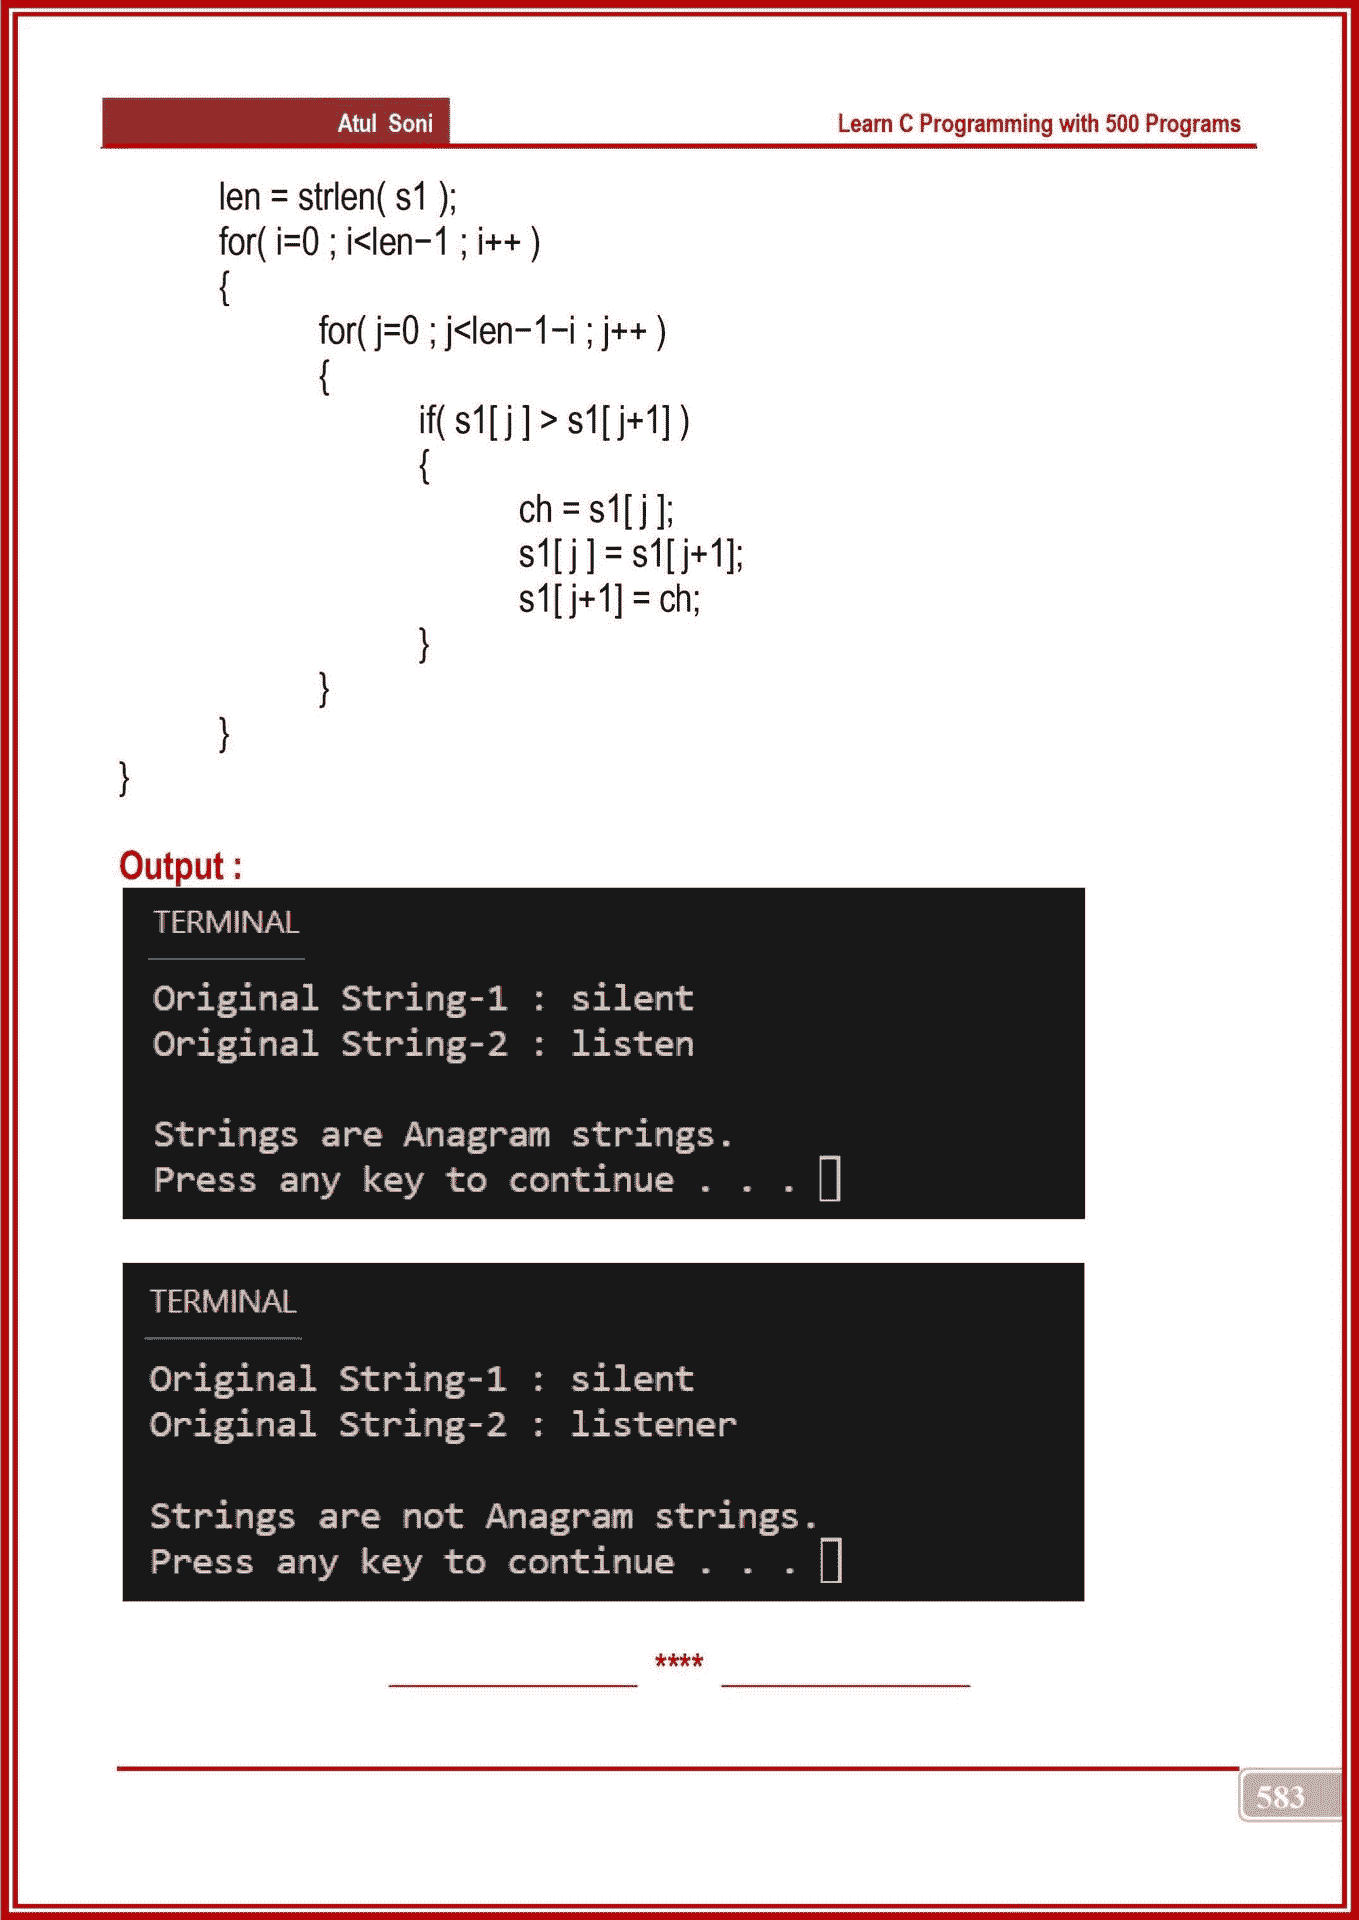 Atul Soni
Learn C Programming with 500 Programs
len = strlen( s1 );
for( i=0 ; i<len−1 ; i++ )
{
for( j=0 ; j<len−1−i ; j++ )
{
if( s1[ j ] > s1[ j+1] )
{
ch = s1[ j ];
s1[ j ] = s1[ j+1];
s1[ j+1] = ch;
}
}
}
}
Output :
TERMINAL
Original String-1 : silent
Original String-2 : listen
Strings are Anagram strings.
Press any key to continue . . .
TERMINAL
Original String-1 : silent
Original String-2 : listener
Strings are not Anagram strings.
Press any key to continue . . .
****
583